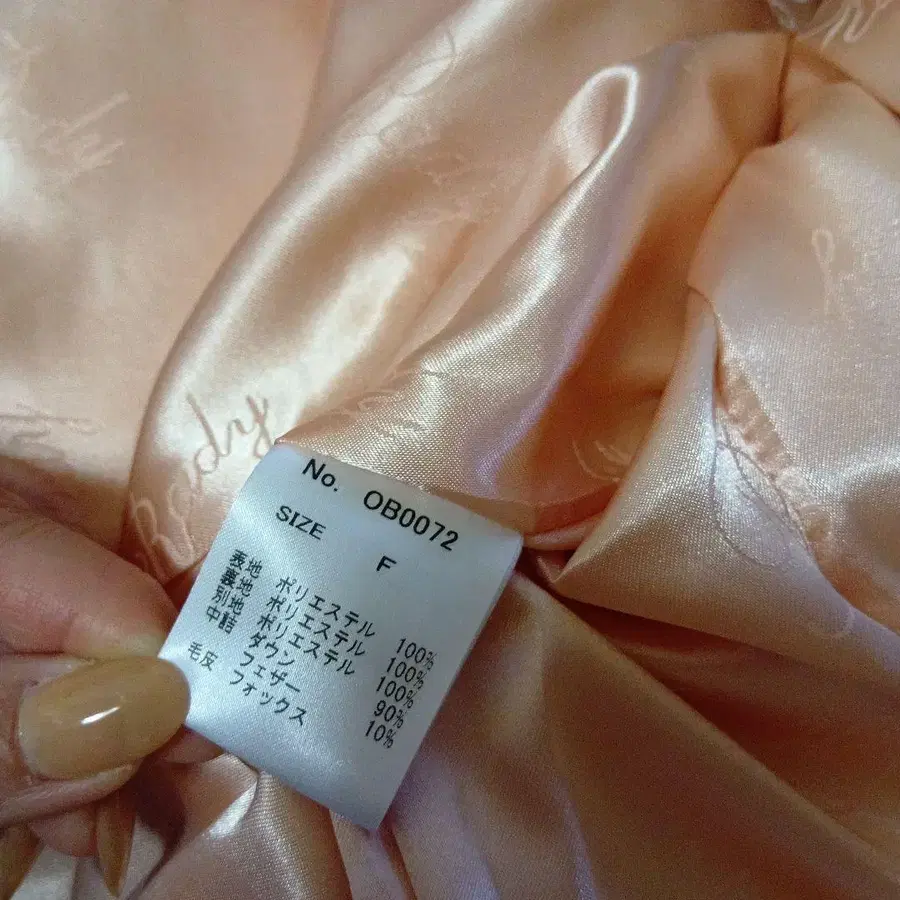 Rady
No. OB0072
SIZE F
表地 ポリエステル 100%
裏地 ポリエステル 100%
別地 ポリエステル 100%
中詰 ダウン 90%
フェザー 10%
毛皮 フォックス